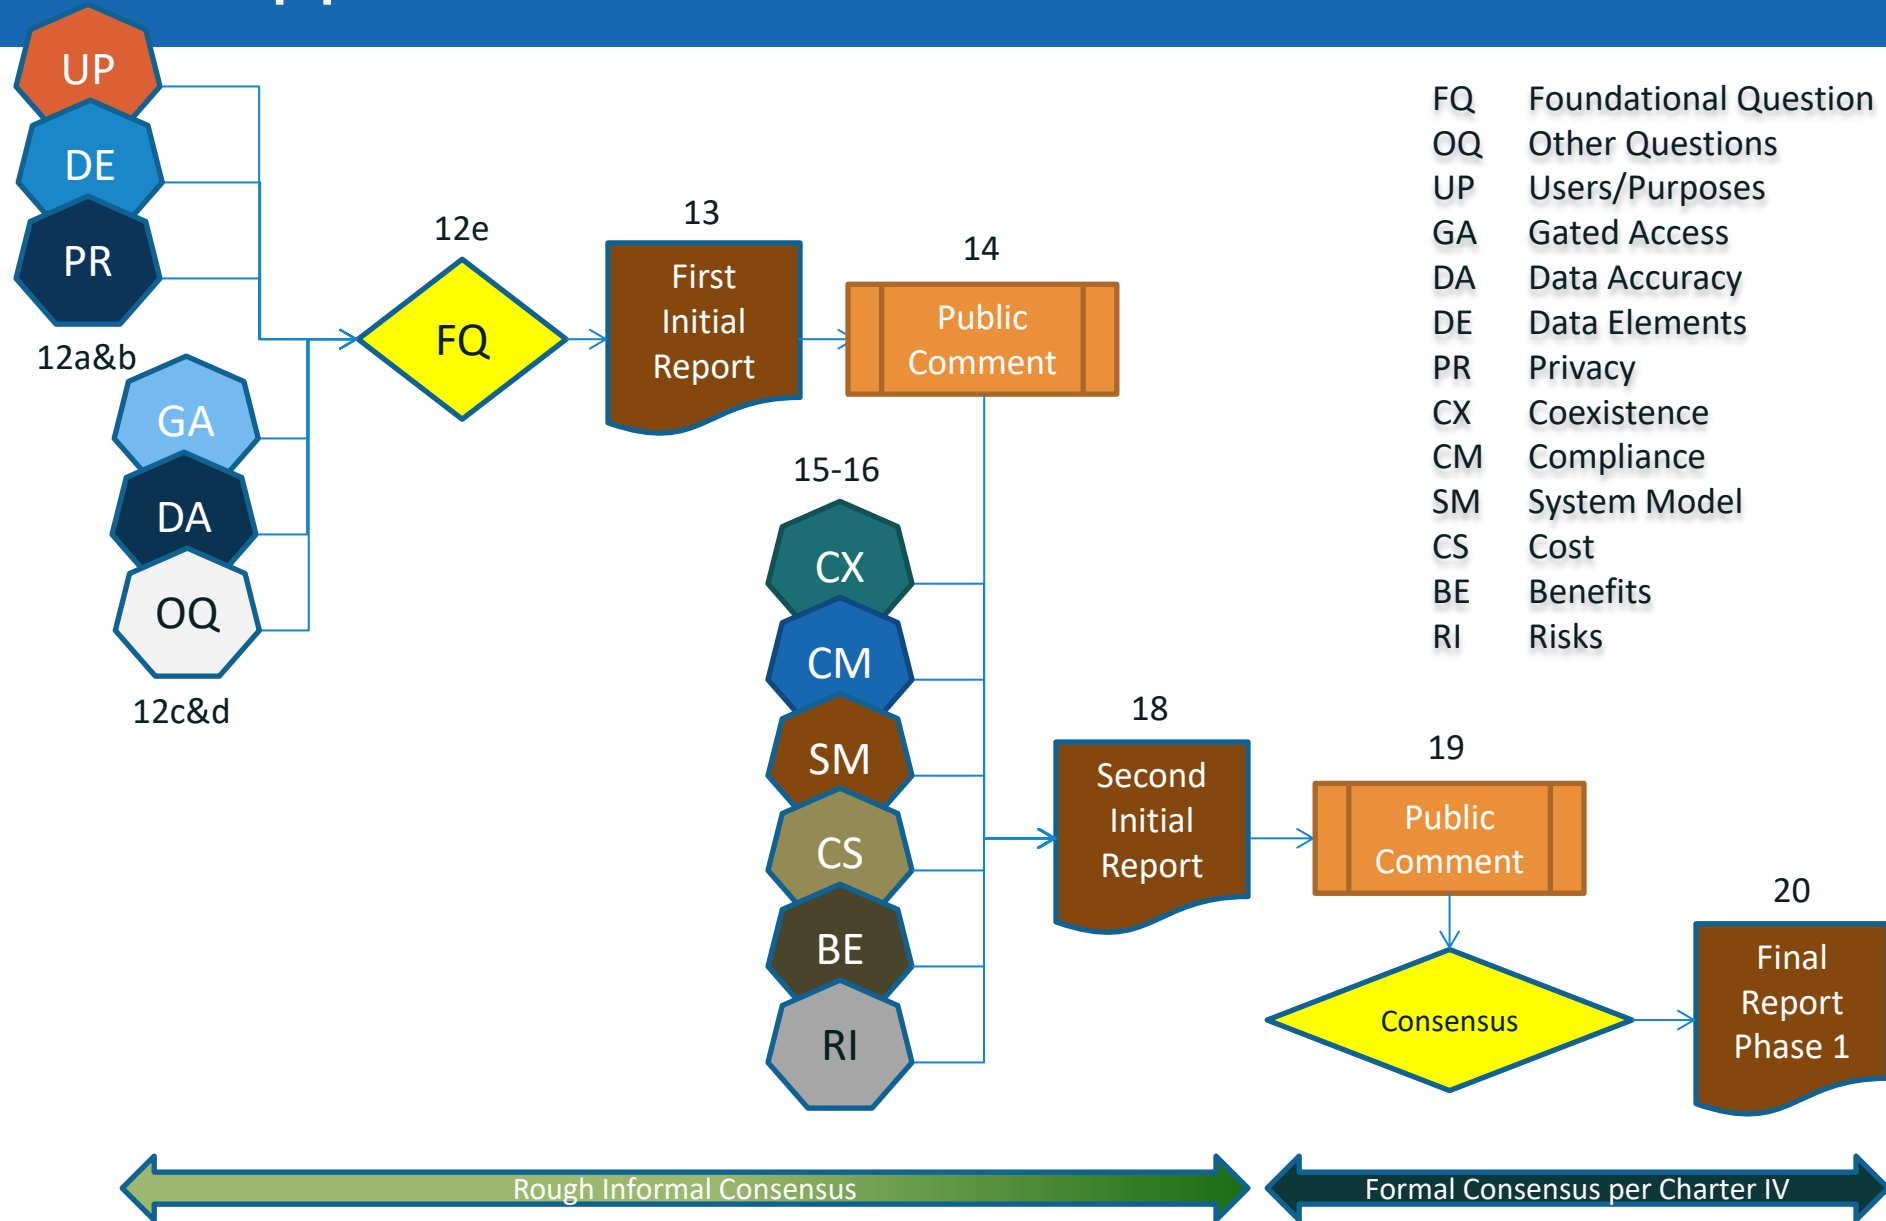 UP
DE
PR
12a&b
GA
DA
OQ
12c&d
12e
FQ
13
First
Initial
Report
14
Public
Comment
15-16
CX
CM
SM
CS
BE
RI
18
Second
Initial
Report
19
Public
Comment
Consensus
20
Final
Report
Phase 1
FQ Foundational Question
OQ Other Questions
UP Users/Purposes
GA Gated Access
DA Data Accuracy
DE Data Elements
PR Privacy
CX Coexistence
CM Compliance
SM System Model
CS Cost
BE Benefits
RI Risks
Rough Informal Consensus
Formal Consensus per Charter IV